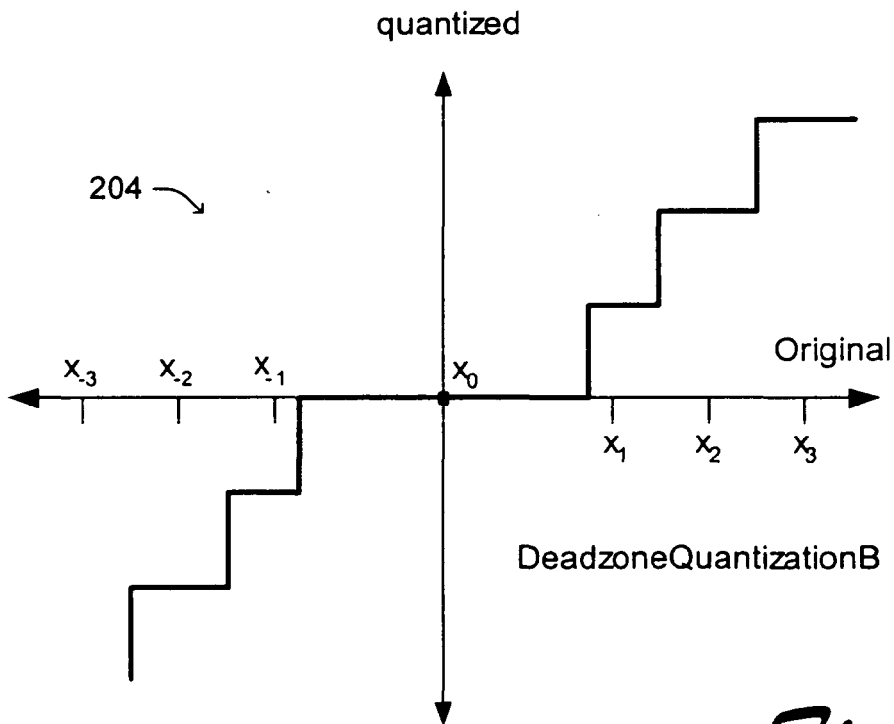 quantized
204
Original
x₋₃ x₋₂ x₋₁ x₀
x₁ x₂ x₃
DeadzoneQuantizationB